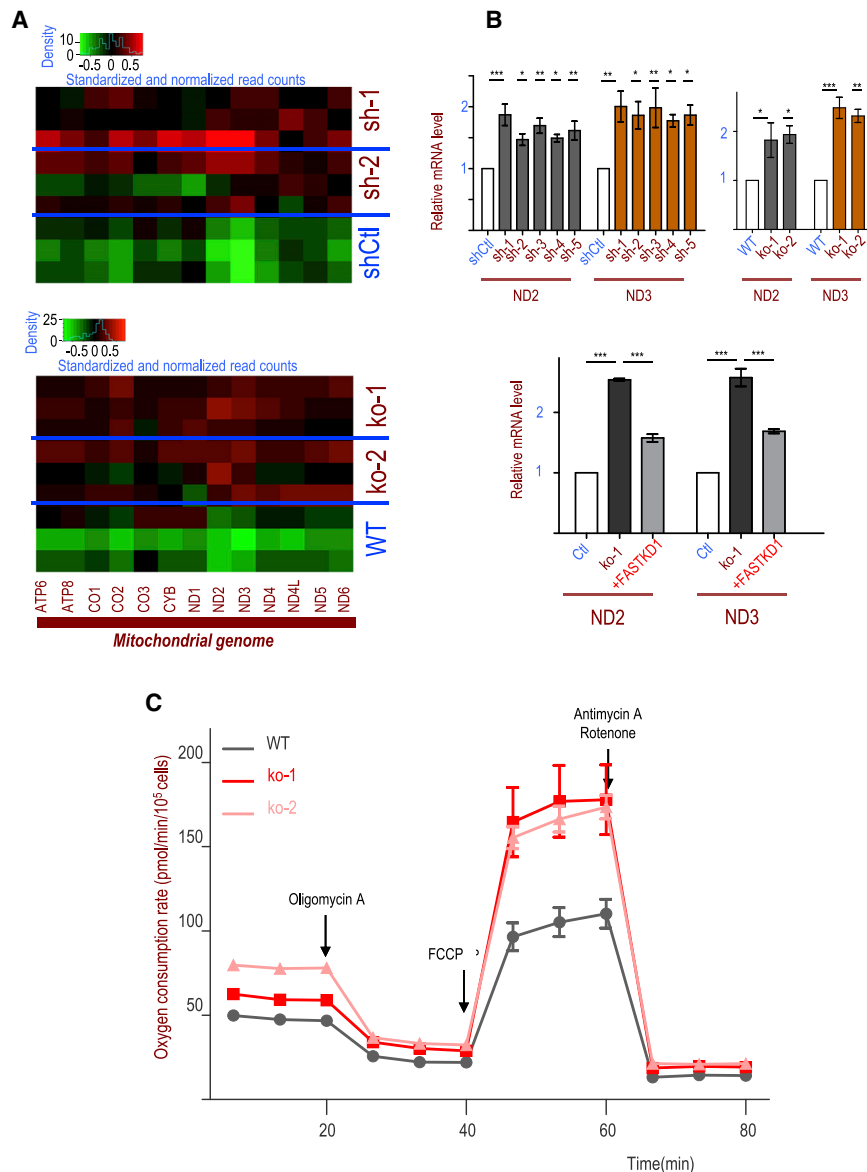 A
Density
10
0
-0.5 0 0.5
Standardized and normalized read counts
sh-1
sh-2
shCtl
Density
25
0
-0.5 0 0.5
Standardized and normalized read counts
ko-1
ko-2
WT
ATP6 ATP8 CO1 CO2 CO3 CYB ND1 ND2 ND3 ND4 ND4L ND5 ND6
Mitochondrial genome
B
Relative mRNA level
2
1
*** * ** * ** ** * ** * *
shCtl sh-1 sh-2 sh-3 sh-4 sh-5 shCtl sh-1 sh-2 sh-3 sh-4 sh-5
ND2 ND3
Relative mRNA level
2
1
* * *** **
WT ko-1 ko-2 WT ko-1 ko-2
ND2 ND3
Relative mRNA level
2
1
*** *** *** ***
Ctl ko-1 +FASTKD1 Ctl ko-1 +FASTKD1
ND2 ND3
C
Oxygen consumption rate (pmol/min/10⁵ cells)
200
150
100
50
WT
ko-1
ko-2
Oligomycin A
FCCP
Antimycin A
Rotenone
20 40 60 80
Time(min)